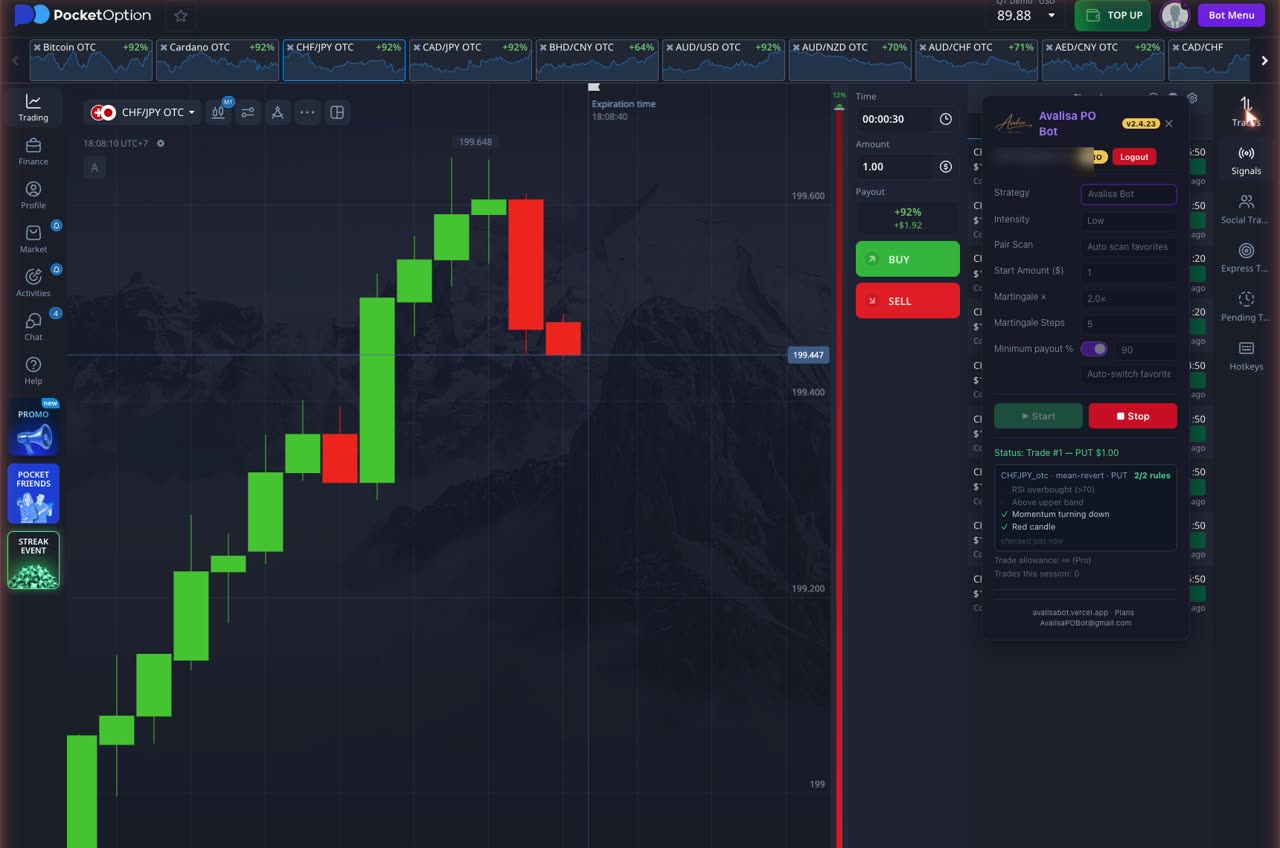 PocketOption
QT Demo USD
89.88
TOP UP
Bot Menu
Bitcoin OTC +92%
Cardano OTC +92%
CHF/JPY OTC +92%
CAD/JPY OTC +92%
BHD/CNY OTC +64%
AUD/USD OTC +92%
AUD/NZD OTC +70%
AUD/CHF OTC +71%
AED/CNY OTC +92%
CAD/CHF
Trading
Finance
Profile
Market
Activities
4
Chat
Help
new
PROMO
POCKET
FRIENDS
STREAK
EVENT
CHF/JPY OTC
M1
18:08:10 UTC+7
A
Expiration time
18:08:40
199.648
199.600
199.447
199.400
199.200
199
12%
Time
00:00:30
Amount
1.00
Payout
+92%
+$1.92
BUY
SELL
Avalisa
Avalisa PO
Bot
v2.4.23
Logout
Strategy
Avalisa Bot
Intensity
Low
Pair Scan
Auto scan favorites
Start Amount ($)
1
Martingale ×
2.0×
Martingale Steps
5
Minimum payout %
90
Auto-switch favorite
Start
Stop
Status: Trade #1 — PUT $1.00
CHFJPY_otc · mean-revert · PUT 2/2 rules
RSI overbought (>70)
Above upper band
✓ Momentum turning down
✓ Red candle
checked just now
Trade allowance: ∞ (Pro)
Trades this session: 0
avalisabot.vercel.app · Plans
AvalisaPOBot@gmail.com
Trades
Signals
Social Tra...
Express T...
Pending T...
Hotkeys